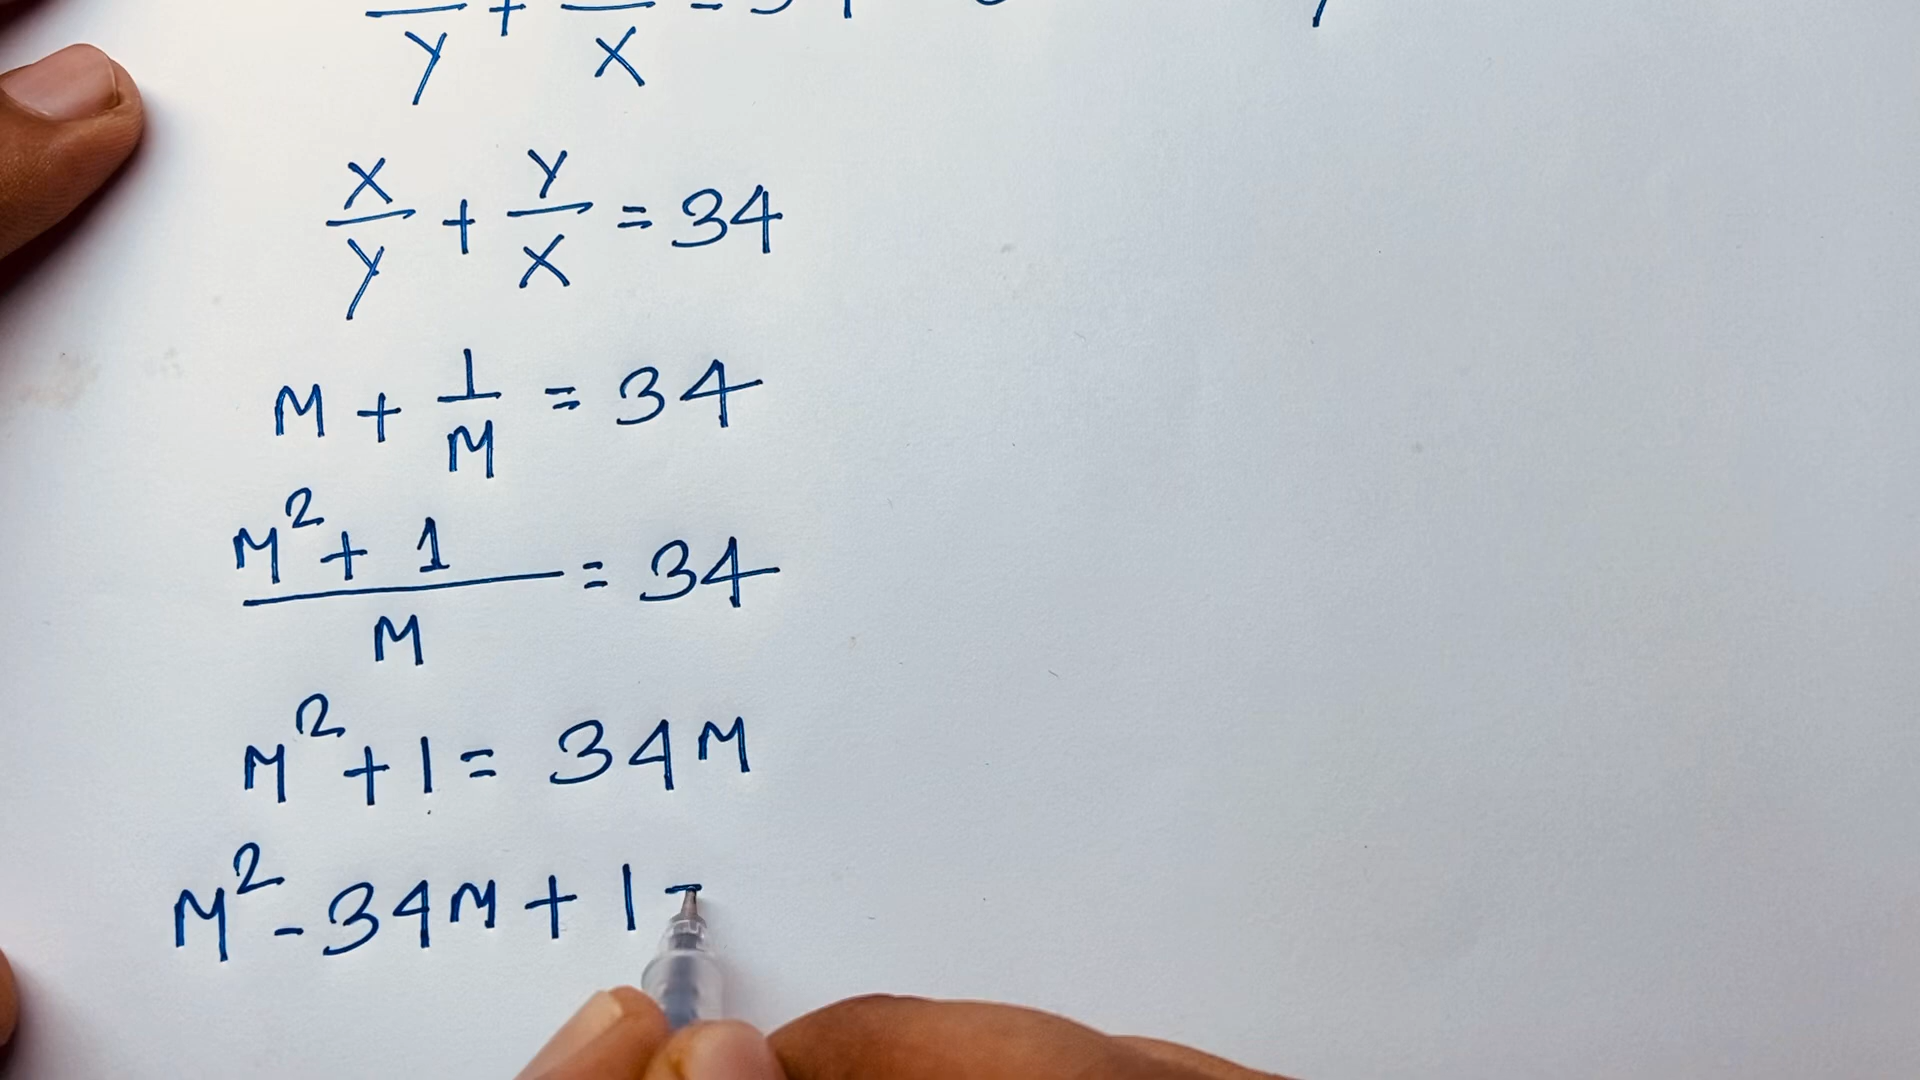 y + x
x/y + y/x = 34
M + 1/M = 34
M² + 1 / M = 34
M² + 1 = 34M
M² - 34M + 1